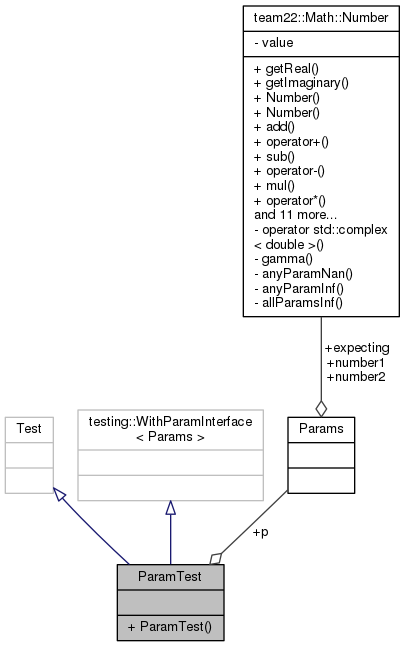 team22::Math::Number
- value
+ getReal()
+ getImaginary()
+ Number()
+ Number()
+ add()
+ operator+()
+ sub()
+ operator-()
+ mul()
+ operator*()
and 11 more...
- operator std::complex
< double >()
- gamma()
- anyParamNan()
- anyParamInf()
- allParamsInf()
+expecting
+number1
+number2
Test
testing::WithParamInterface
< Params >
Params
+p
ParamTest
+ ParamTest()